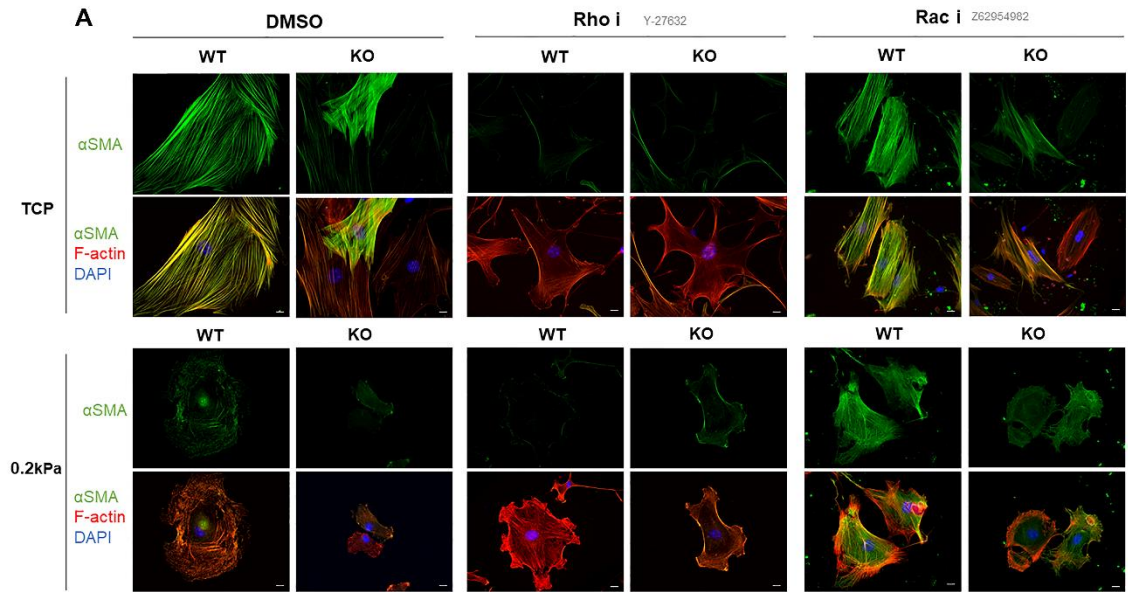 A
DMSO
Rho i Y-27632
Rac i Z62954982
WT KO WT KO WT KO
αSMA
TCP
αSMA
F-actin
DAPI
WT KO WT KO WT KO
αSMA
0.2kPa
αSMA
F-actin
DAPI